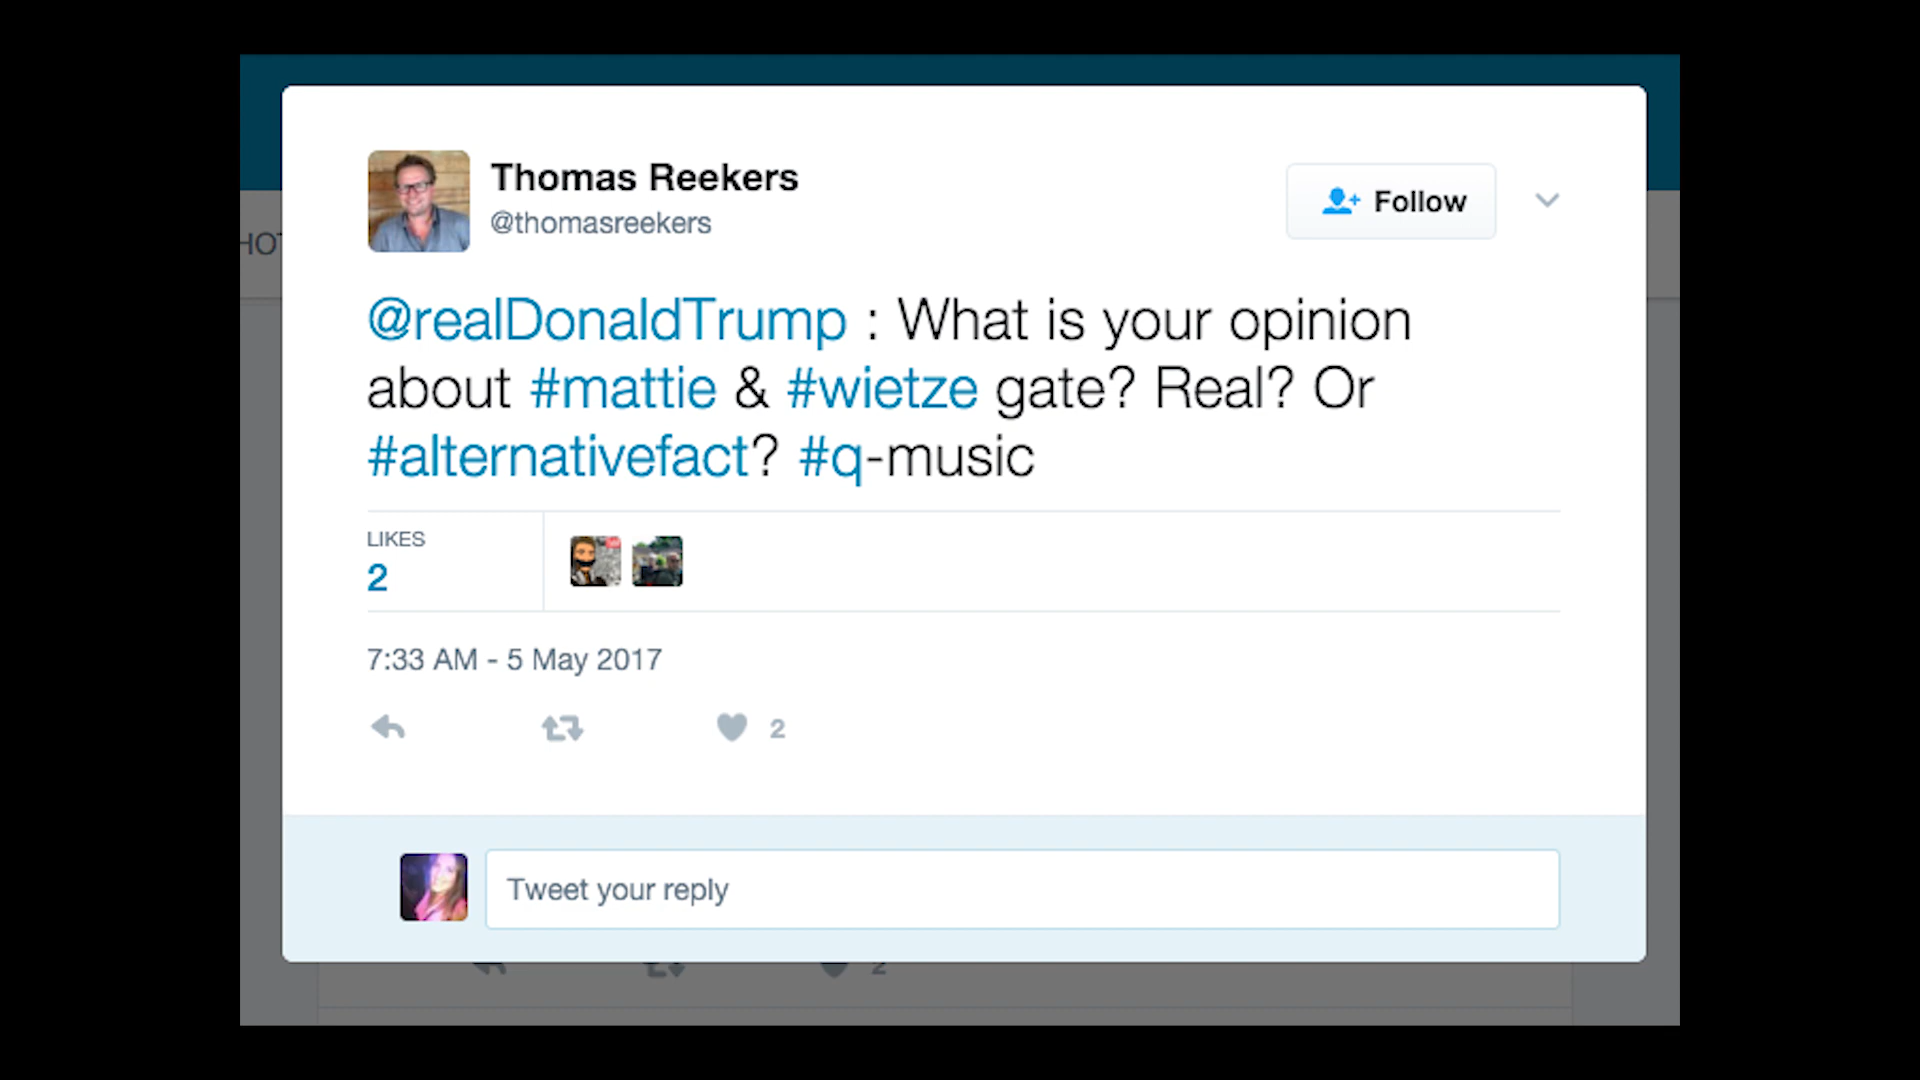 Thomas Reekers
@thomasreekers
Follow
@realDonaldTrump : What is your opinion
about #mattie & #wietze gate? Real? Or
#alternativefact? #q-music
LIKES
2
7:33 AM - 5 May 2017
2
Tweet your reply
2